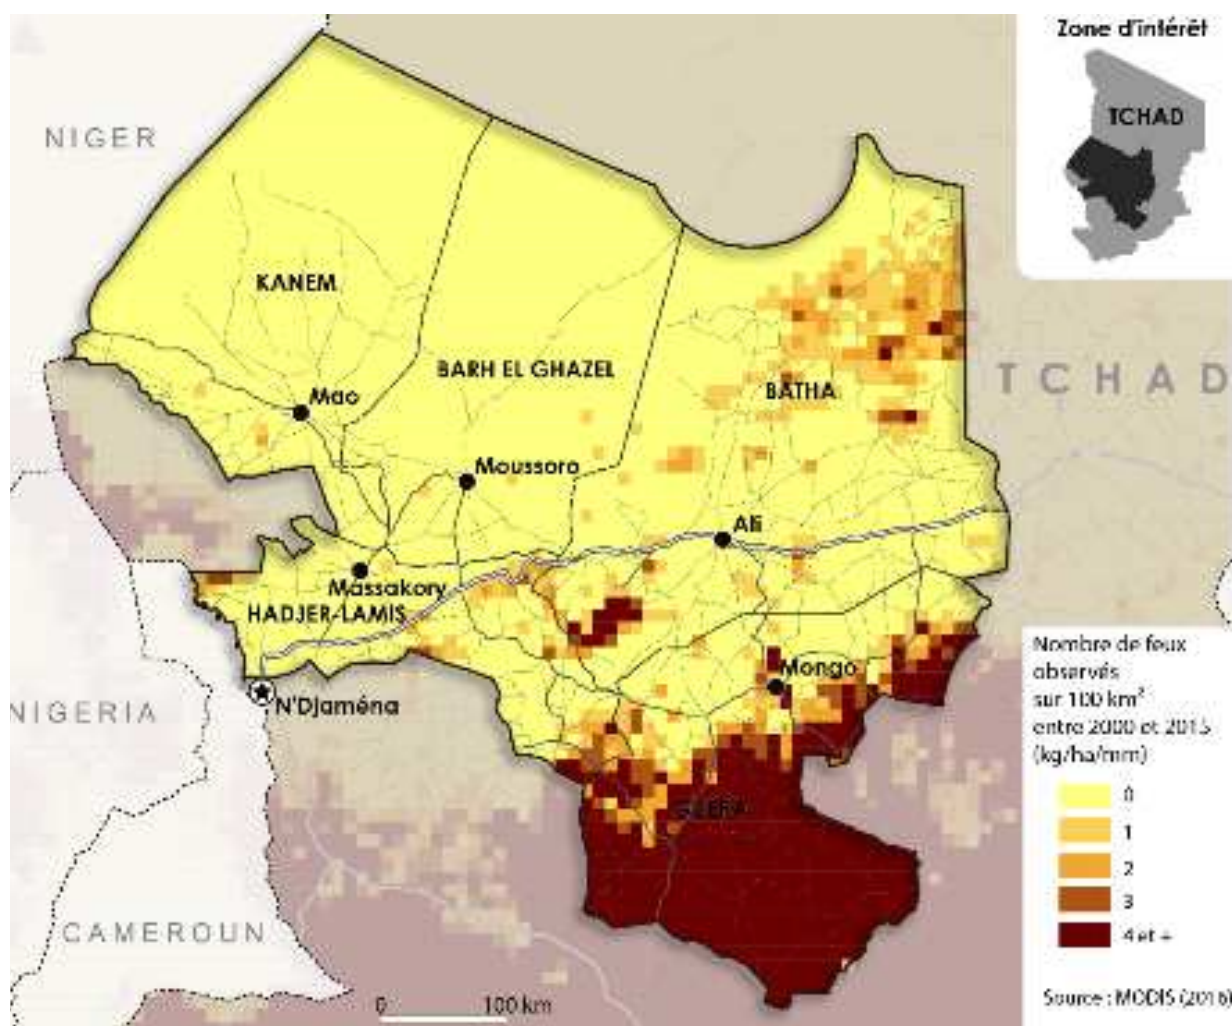 Zone d'intérêt
TCHAD
NIGER
KANEM
BARH EL GHAZEL
BATHA
TCHAD
Mao
Moussoro
Ati
Massakory
HADJER-LAMIS
Mongo
N'Djaména
NIGERIA
GUERA
CAMEROUN
0 100 km
Nombre de feux
observés
sur 100 km²
entre 2000 et 2015
(kg/ha/mm)
0
1
2
3
4 et +
Source : MODIS (2016)